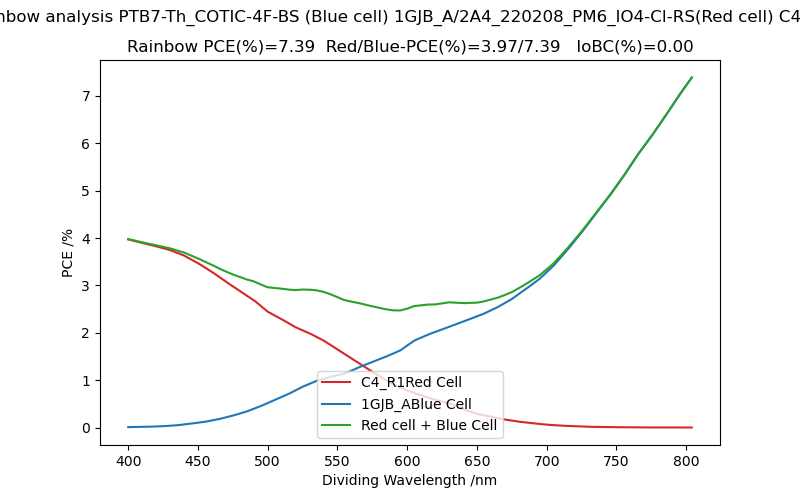 nbow analysis PTB7-Th_COTIC-4F-BS (Blue cell) 1GJB_A/2A4_220208_PM6_IO4-Cl-RS(Red cell) C4
Rainbow PCE(%)=7.39 Red/Blue-PCE(%)=3.97/7.39 IoBC(%)=0.00
7
6
5
4
3
2
1
0
PCE /%
C4_R1Red Cell
1GJB_ABlue Cell
Red cell + Blue Cell
400 450 500 550 600 650 700 750 800
Dividing Wavelength /nm